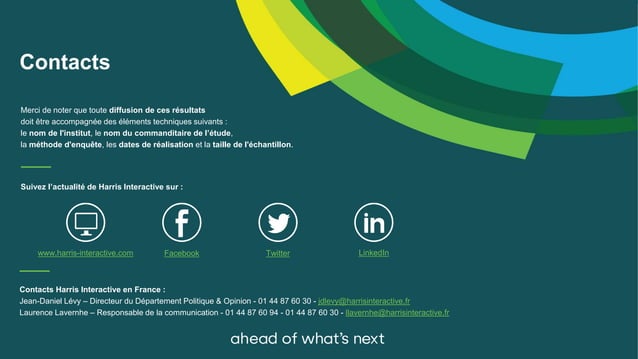 Contacts
Merci de noter que toute diffusion de ces résultats
doit être accompagnée des éléments techniques suivants :
le nom de l'institut, le nom du commanditaire de l'étude,
la méthode d'enquête, les dates de réalisation et la taille de l'échantillon.
Suivez l'actualité de Harris Interactive sur :
www.harris-interactive.com Facebook Twitter LinkedIn
Contacts Harris Interactive en France :
Jean-Daniel Lévy – Directeur du Département Politique & Opinion - 01 44 87 60 30 - jdlevy@harrisinteractive.fr
Laurence Lavernhe – Responsable de la communication - 01 44 87 60 94 - 01 44 87 60 30 - llavernhe@harrisinteractive.fr
ahead of what's next